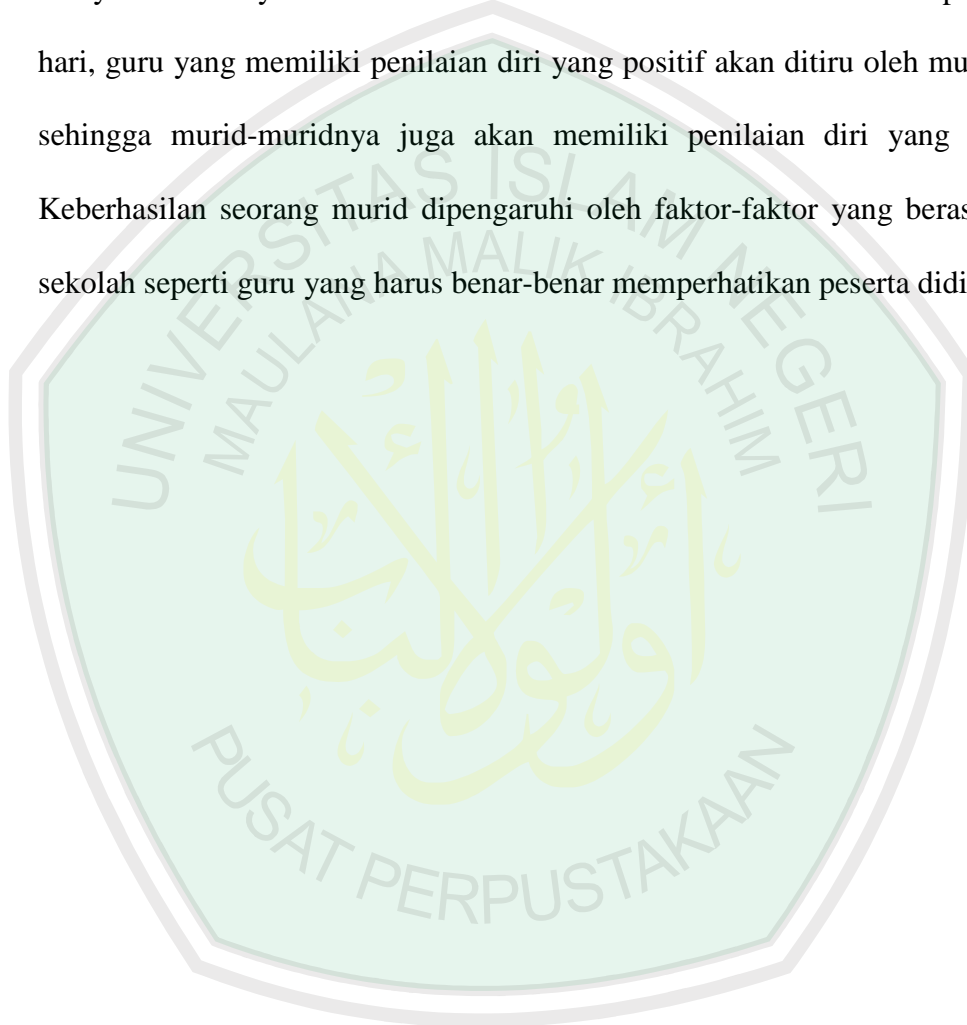 hari, guru yang memiliki penilaian diri yang positif akan ditiru oleh mu
sehingga murid-muridnya juga akan memiliki penilaian diri yang
Keberhasilan seorang murid dipengaruhi oleh faktor-faktor yang beras
sekolah seperti guru yang harus benar-benar memperhatikan peserta didi
UNIVERSITAS ISLAM NEGERI
MAULANA MALIK IBRAHIM
أولوا الألباب
PUSAT PERPUSTAKAAN